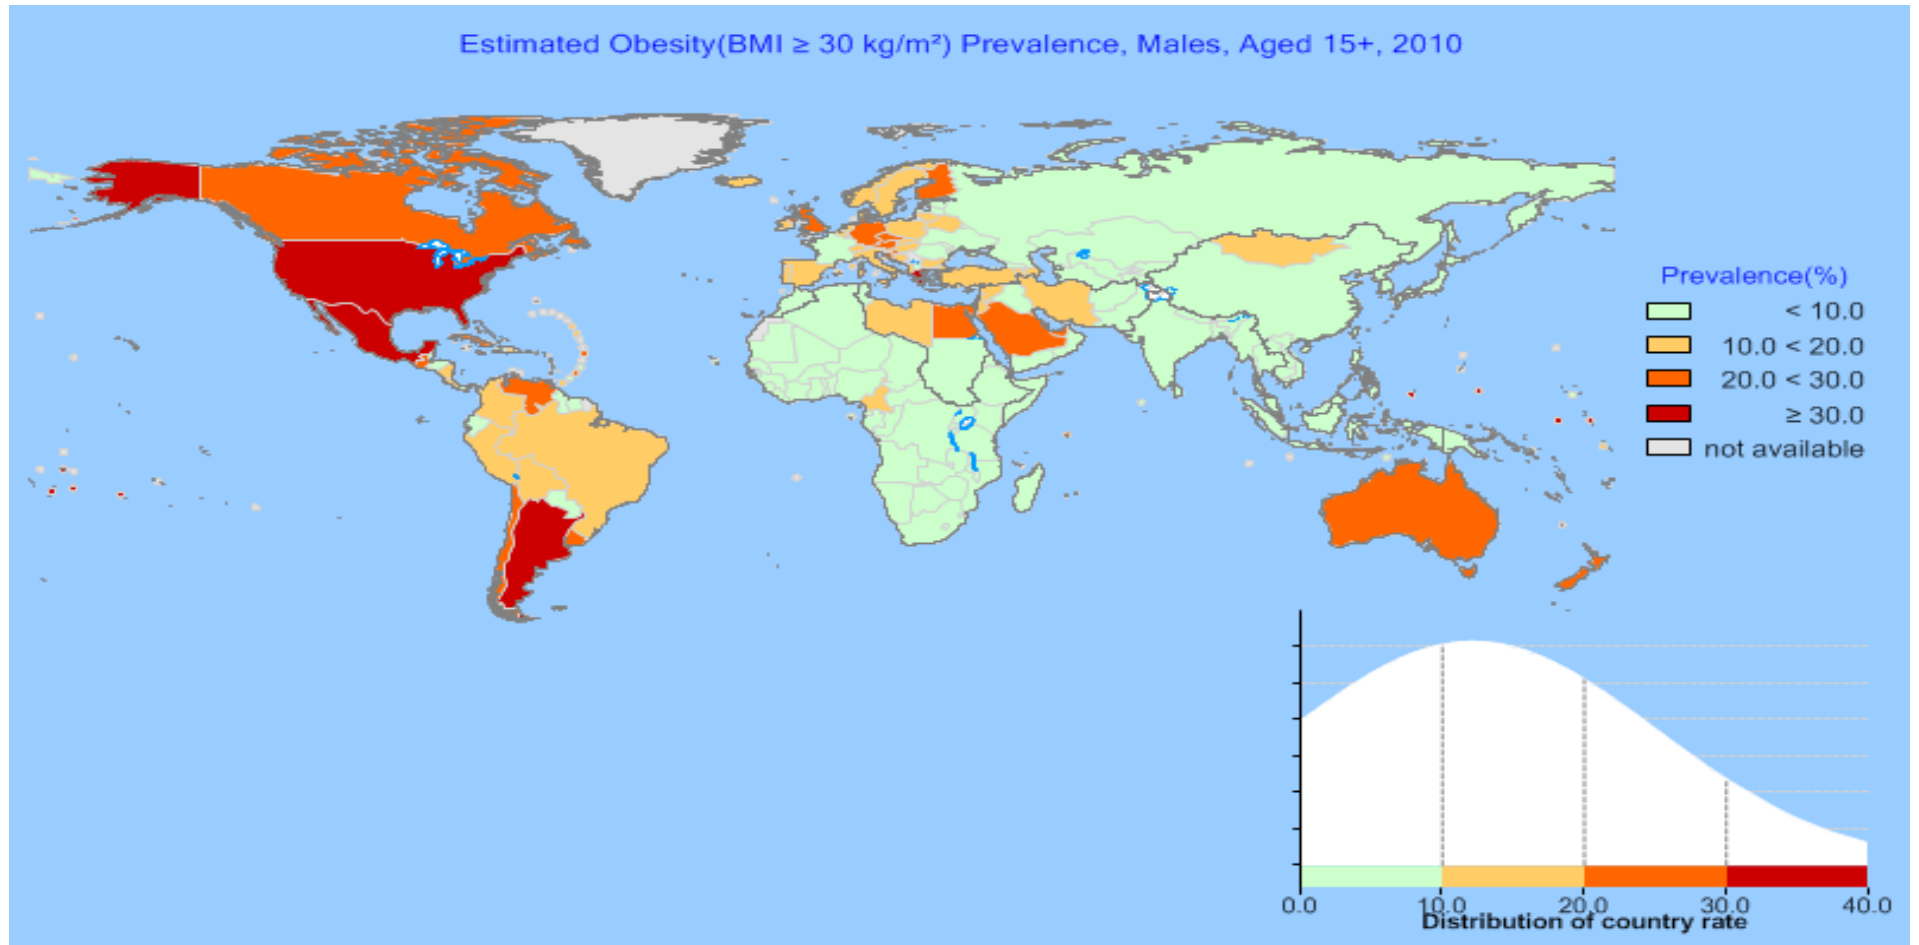 Estimated Obesity(BMI ≥ 30 kg/m²) Prevalence, Males, Aged 15+, 2010
Prevalence(%)
< 10.0
10.0 < 20.0
20.0 < 30.0
≥ 30.0
not available
0.0 10.0 20.0 30.0 40.0
Distribution of country rate